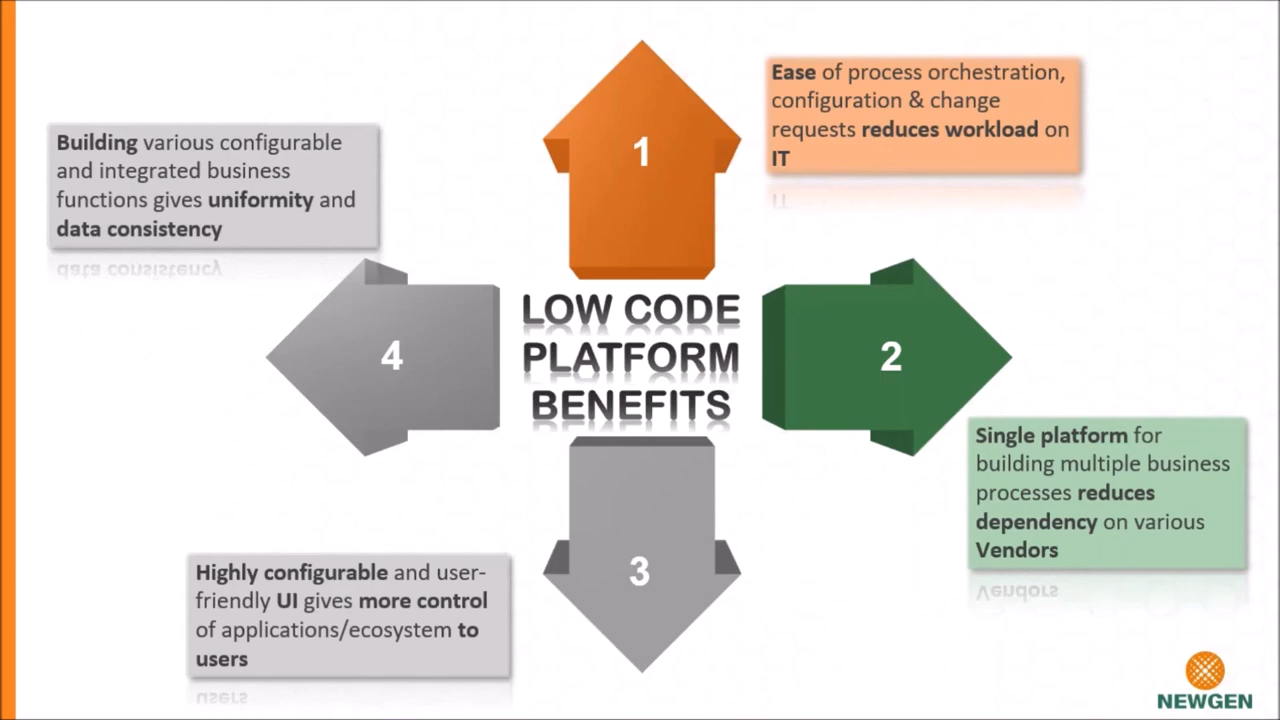 1
Ease of process orchestration,
configuration & change
requests reduces workload on
IT
Building various configurable
and integrated business
functions gives uniformity and
data consistency
LOW CODE
PLATFORM
BENEFITS
4
2
Single platform for
building multiple business
processes reduces
dependency on various
Vendors
3
Highly configurable and user-
friendly UI gives more control
of applications/ecosystem to
users
NEWGEN